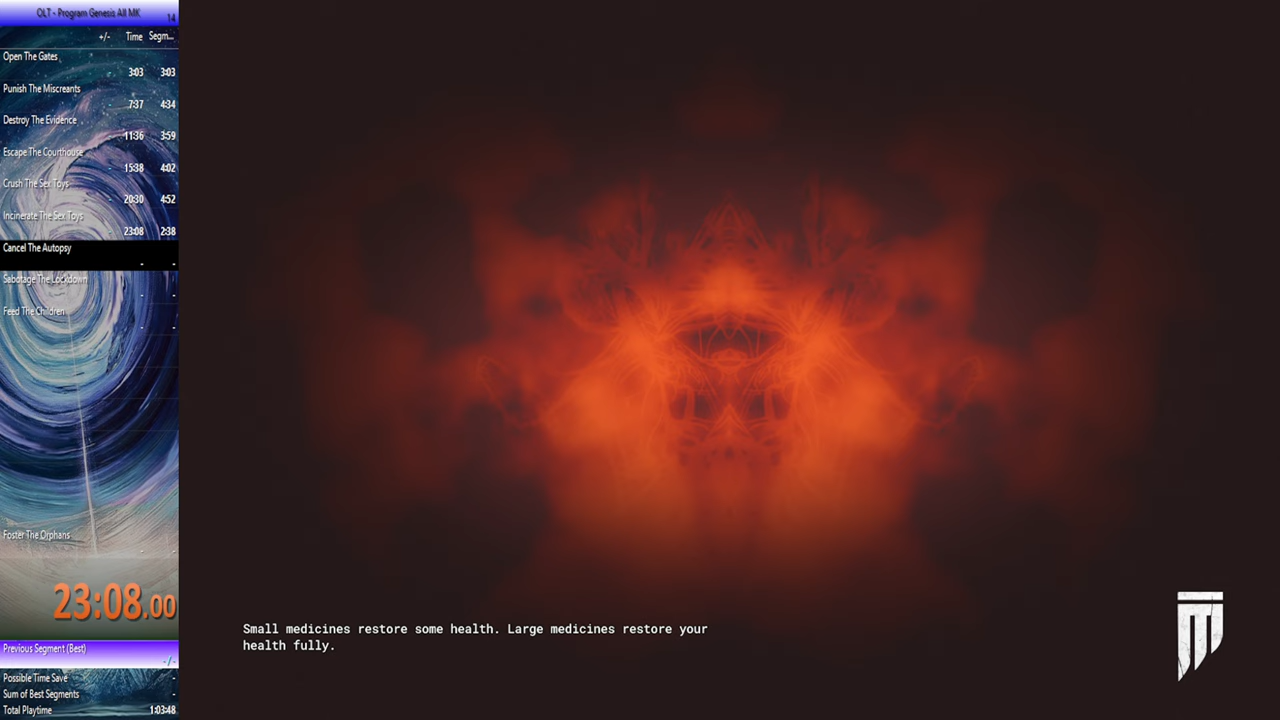 OLT - Program Genesis All MK
14
+/- Time Segm...
Open The Gates
3:03 3:03
Punish The Miscreants
7:37 4:34
Destroy The Evidence
11:36 3:59
Escape The Courthouse
15:38 4:02
Crush The Sex Toys
20:30 4:52
Incinerate The Sex Toys
23:08 2:38
Cancel The Autopsy
- -
Sabotage The Lockdown
- -
Feed The Children
- -
Foster The Orphans
- -
23:08.00
Previous Segment (Best)
- / -
Possible Time Save -
Sum of Best Segments -
Total Playtime 1:03:48
Small medicines restore some health. Large medicines restore your
health fully.